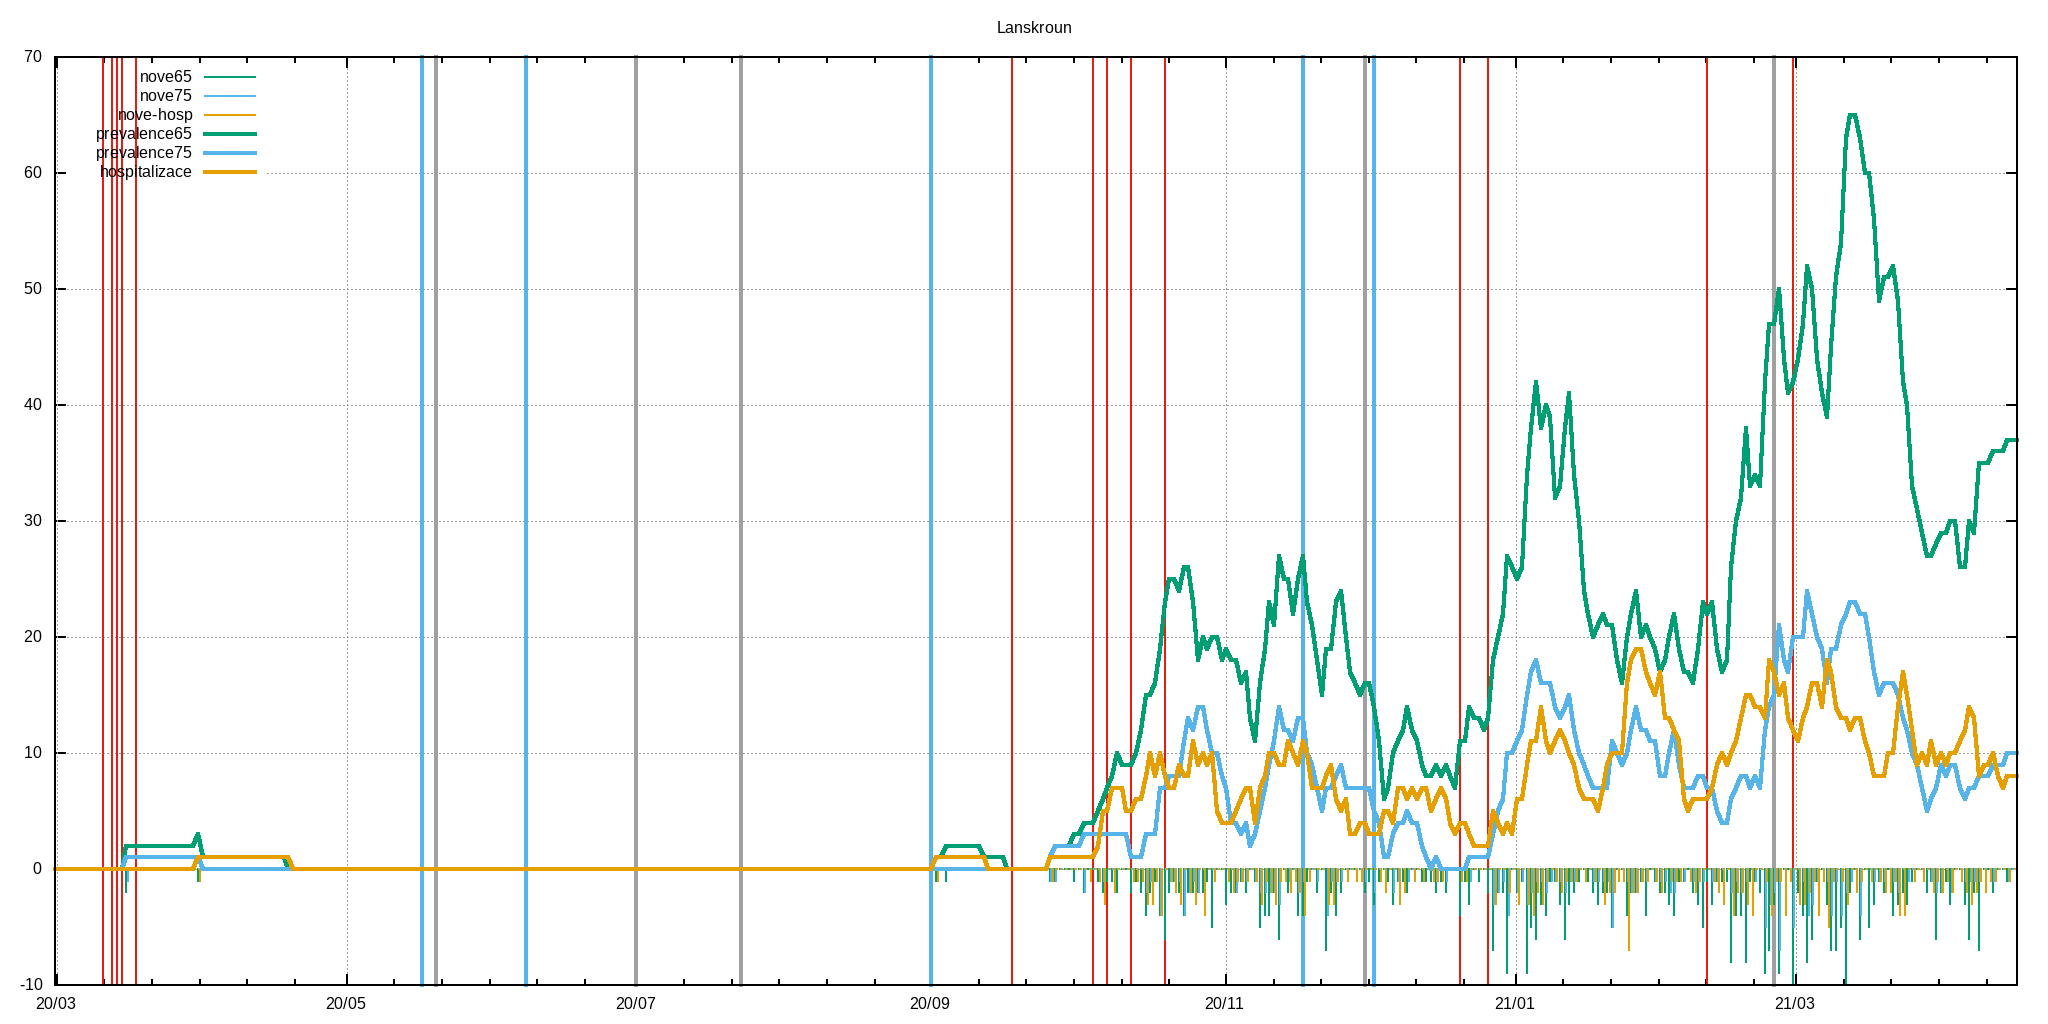 Lanskroun
70
nove65
nove75
nove-hosp
prevalence65
prevalence75
hospitalizace
60
50
40
30
20
10
0
-10
20/03 20/05 20/07 20/09 20/11 21/01 21/03